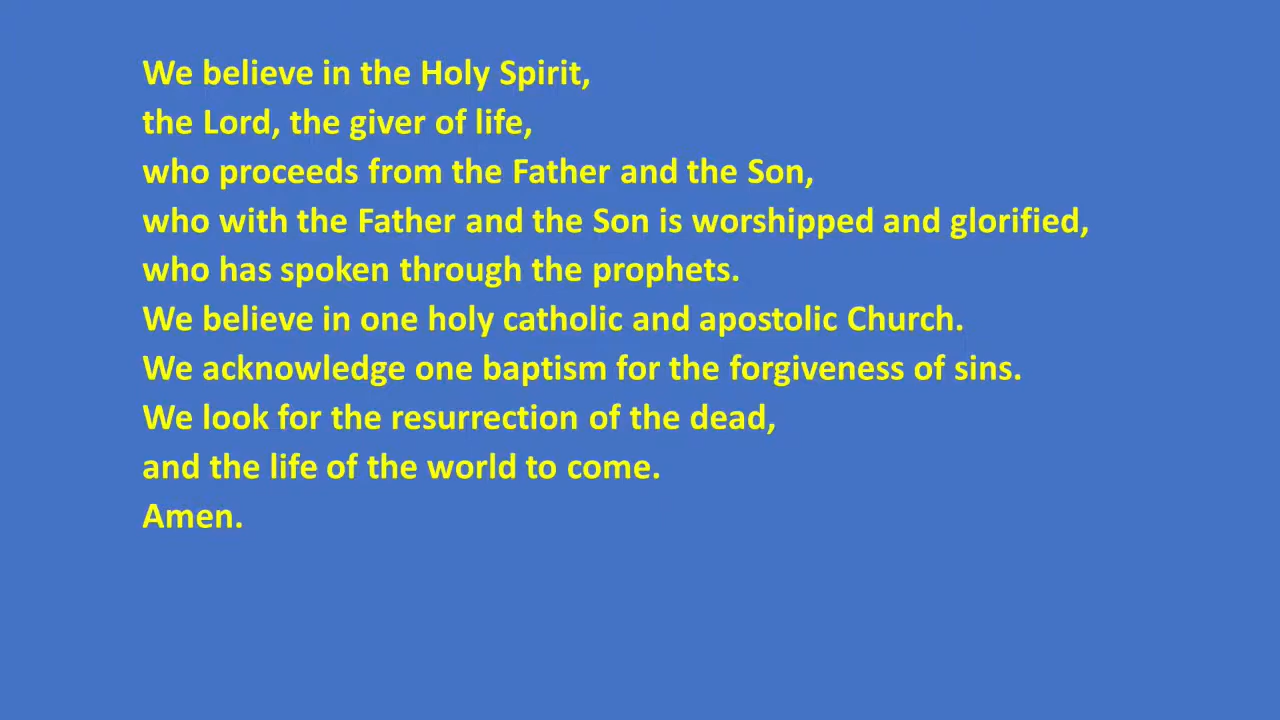 We believe in the Holy Spirit,
the Lord, the giver of life,
who proceeds from the Father and the Son,
who with the Father and the Son is worshipped and glorified,
who has spoken through the prophets.
We believe in one holy catholic and apostolic Church.
We acknowledge one baptism for the forgiveness of sins.
We look for the resurrection of the dead,
and the life of the world to come.
Amen.